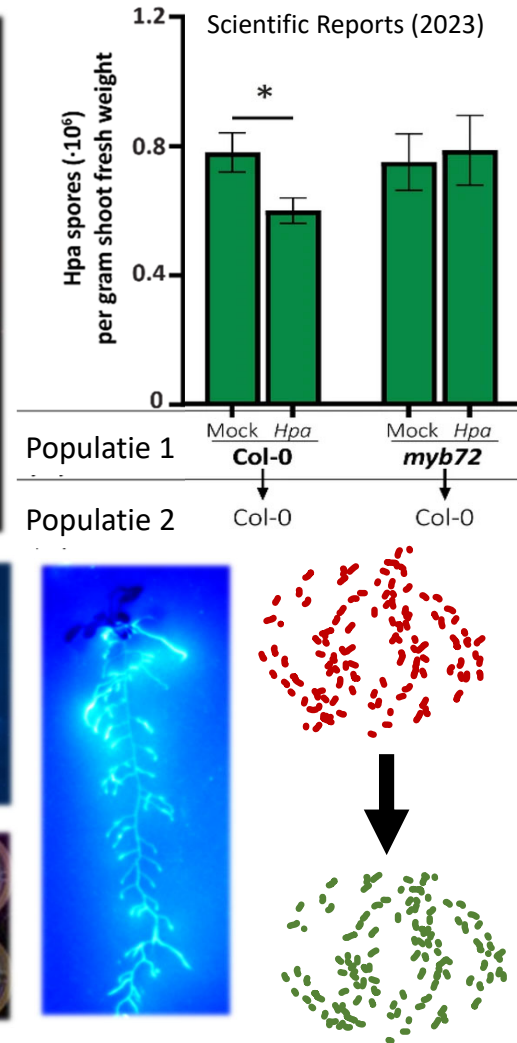 Scientific Reports (2023)
Hpa spores (·10⁶)
per gram shoot fresh weight
1.2
0.8
0.4
0
*
Mock Hpa Mock Hpa
Populatie 1 Col-0 myb72
Populatie 2 Col-0 Col-0